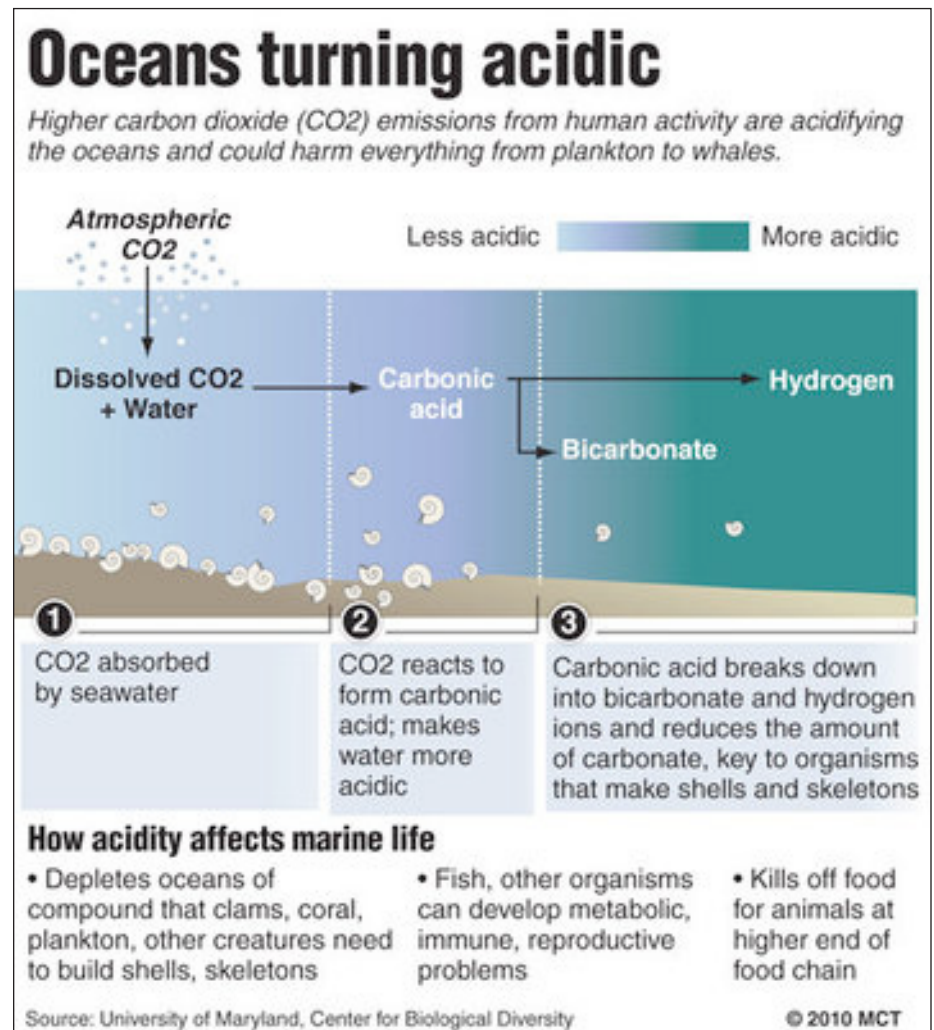 Oceans turning acidic
Higher carbon dioxide (CO2) emissions from human activity are acidifying
the oceans and could harm everything from plankton to whales.
Atmospheric
CO2
Less acidic
More acidic
Dissolved CO2
+ Water
Carbonic
acid
Hydrogen
Bicarbonate
1
CO2 absorbed
by seawater
2
CO2 reacts to
form carbonic
acid; makes
water more
acidic
3
Carbonic acid breaks down
into bicarbonate and hydrogen
ions and reduces the amount
of carbonate, key to organisms
that make shells and skeletons
How acidity affects marine life
• Depletes oceans of
compound that clams, coral,
plankton, other creatures need
to build shells, skeletons
• Fish, other organisms
can develop metabolic,
immune, reproductive
problems
• Kills off food
for animals at
higher end of
food chain
Source: University of Maryland, Center for Biological Diversity
© 2010 MCT